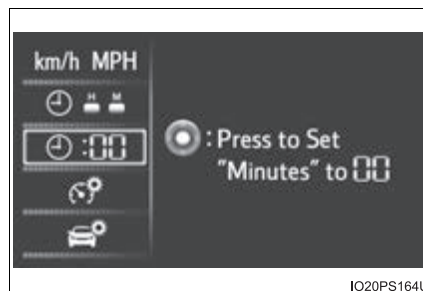 km/h MPH
H M
:00
: Press to Set
"Minutes" to 00
IO20PS164U